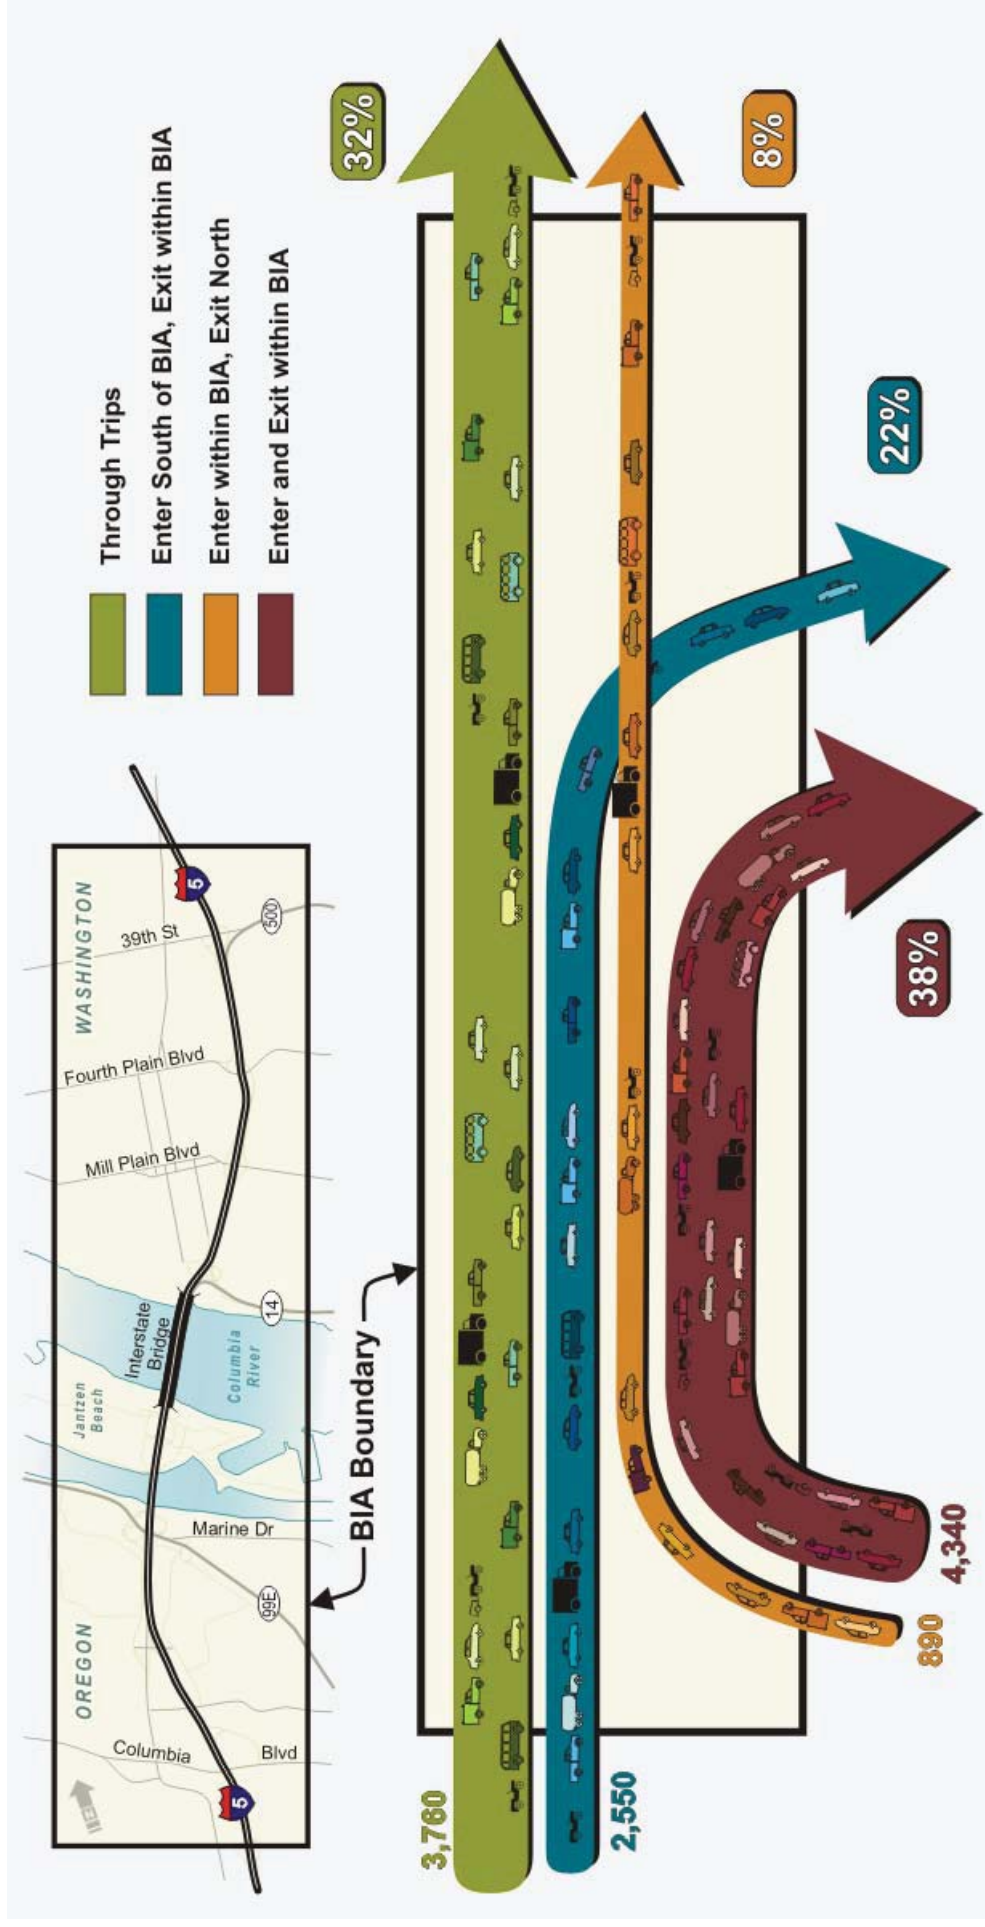 OREGON
WASHINGTON
5
Columbia
Blvd
99E
Marine Dr
Jantzen
Beach
Interstate
Bridge
Columbia
River
14
Mill Plain Blvd
Fourth Plain Blvd
39th St
500
5
Through Trips
Enter South of BIA, Exit within BIA
Enter within BIA, Exit North
Enter and Exit within BIA
BIA Boundary
3,760
32%
2,550
22%
890
8%
4,340
38%